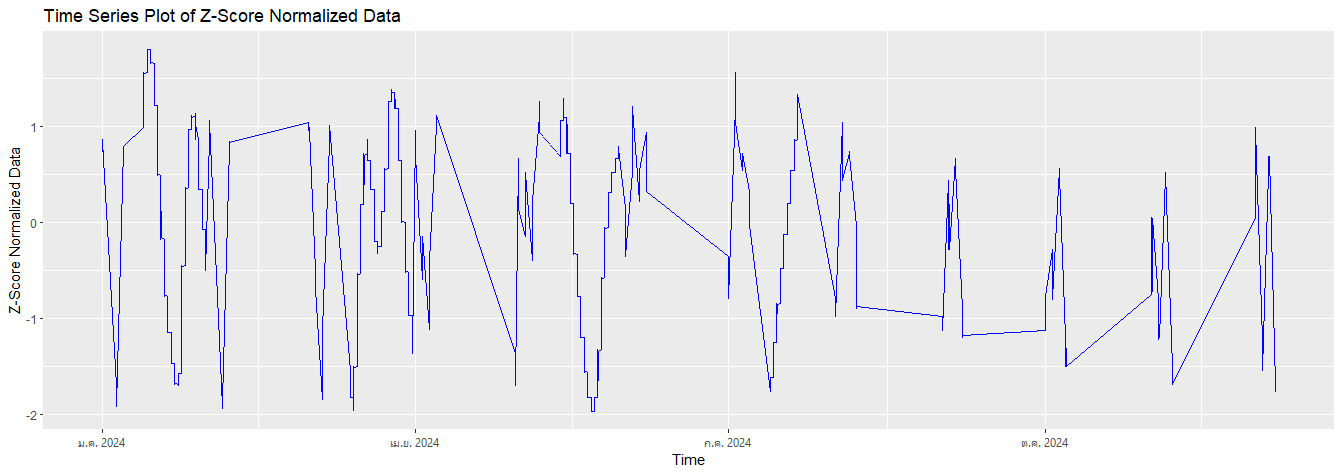 Time Series Plot of Z-Score Normalized Data
Z-Score Normalized Data
1
0
-1
-2
ม.ค. 2024
เม.ย. 2024
ก.ค. 2024
ต.ค. 2024
Time